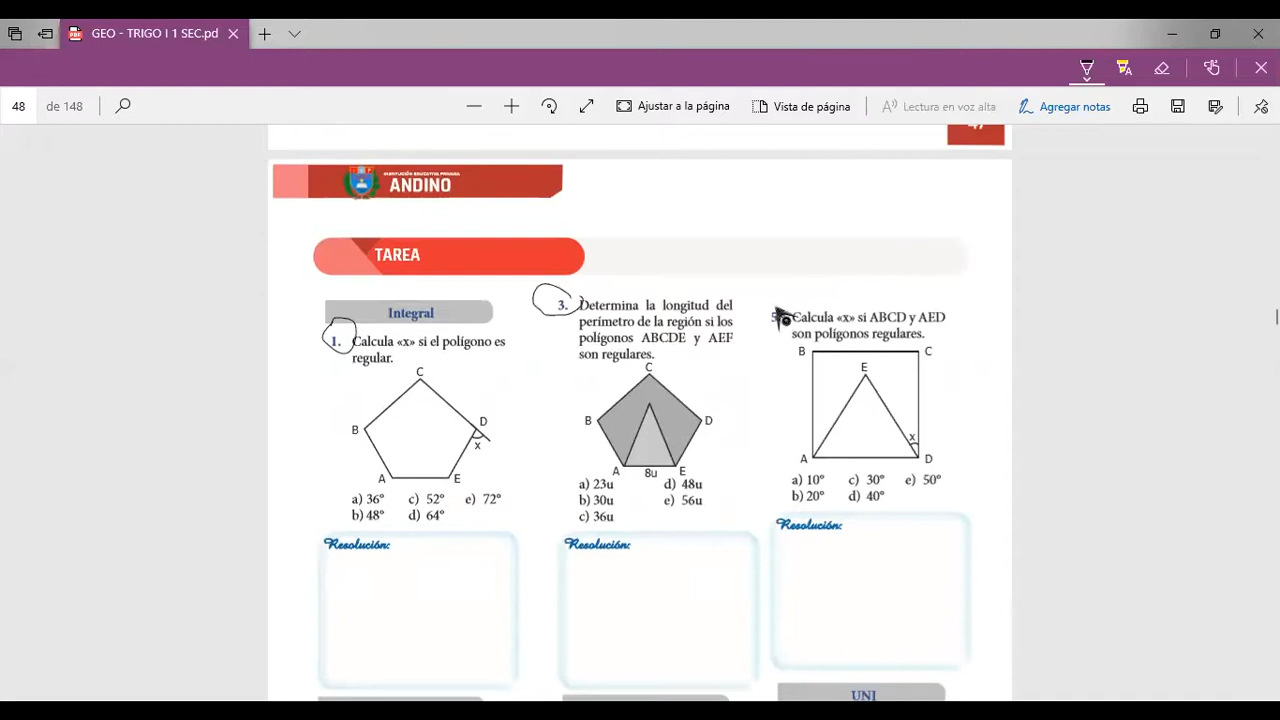 GEO - TRIGO I 1 SEC.pd
48 de 148
Ajustar a la página
Vista de página
Lectura en voz alta
Agregar notas
47
INSTITUCIÓN EDUCATIVA PRIVADA
ANDINO
TAREA
Integral
1. Calcula «x» si el polígono es
regular.
C
B
D
x
A
E
a) 36° c) 52° e) 72°
b) 48° d) 64°
Resolución:
3. Determina la longitud del
perímetro de la región si los
polígonos ABCDE y AEF
son regulares.
C
B
D
A
E
8u
a) 23u d) 48u
b) 30u e) 56u
c) 36u
Resolución:
Calcula «x» si ABCD y AED
son polígonos regulares.
B
C
E
x
A
D
a) 10° c) 30° e) 50°
b) 20° d) 40°
Resolución:
UNI